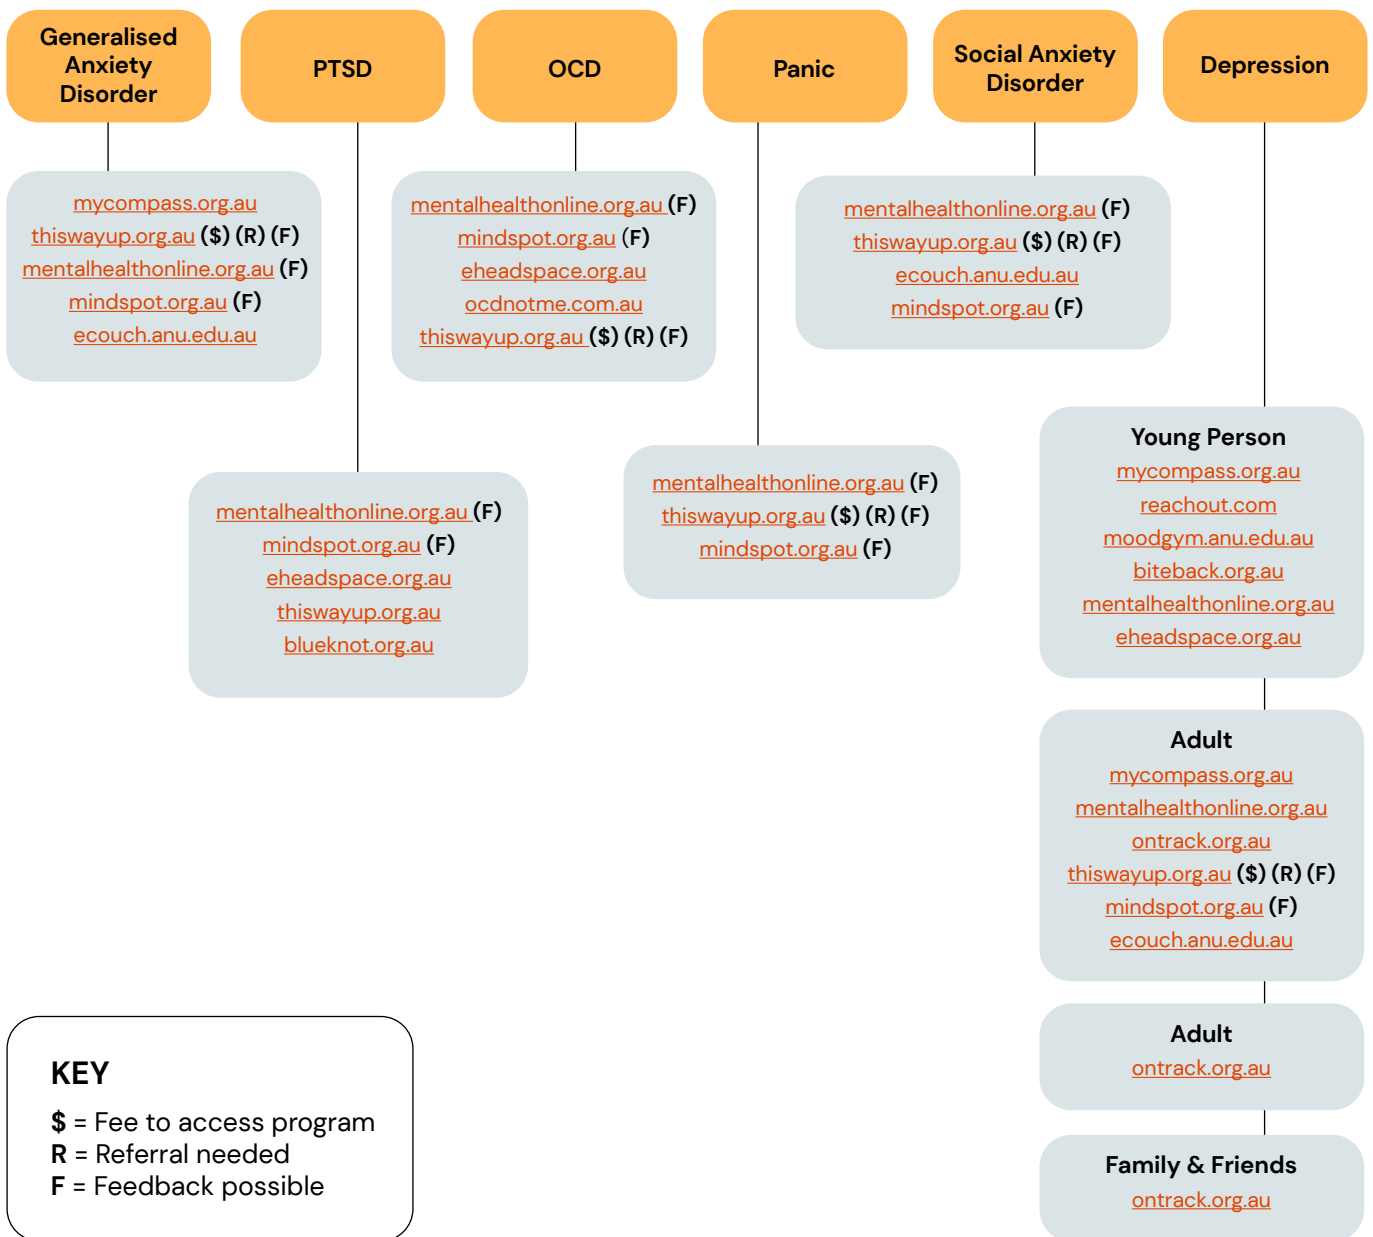 Generalised
Anxiety
Disorder
PTSD
OCD
Panic
Social Anxiety
Disorder
Depression
mycompass.org.au
thiswayup.org.au ($) (R) (F)
mentalhealthonline.org.au (F)
mindspot.org.au (F)
ecouch.anu.edu.au
mentalhealthonline.org.au (F)
mindspot.org.au (F)
eheadspace.org.au
thiswayup.org.au
blueknot.org.au
mentalhealthonline.org.au (F)
mindspot.org.au (F)
eheadspace.org.au
ocdnotme.com.au
thiswayup.org.au ($) (R) (F)
mentalhealthonline.org.au (F)
thiswayup.org.au ($) (R) (F)
mindspot.org.au (F)
mentalhealthonline.org.au (F)
thiswayup.org.au ($) (R) (F)
ecouch.anu.edu.au
mindspot.org.au (F)
Young Person
mycompass.org.au
reachout.com
moodgym.anu.edu.au
biteback.org.au
mentalhealthonline.org.au
eheadspace.org.au
Adult
mycompass.org.au
mentalhealthonline.org.au
ontrack.org.au
thiswayup.org.au ($) (R) (F)
mindspot.org.au (F)
ecouch.anu.edu.au
Adult
ontrack.org.au
Family & Friends
ontrack.org.au
KEY
$ = Fee to access program
R = Referral needed
F = Feedback possible